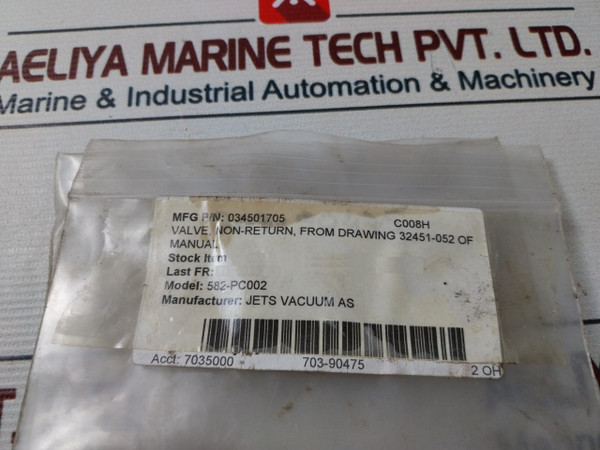 AELIYA MARINE TECH PVT. LTD.
Marine & Industrial Automation & Machinery
MFG P/N: 034501705 C008H
VALVE, NON-RETURN, FROM DRAWING 32451-052 OF
MANUAL
Stock Item
Last FR:
Model: 582-PC002
Manufacturer: JETS VACUUM AS
Acct: 7035000 703-90475 2 OH